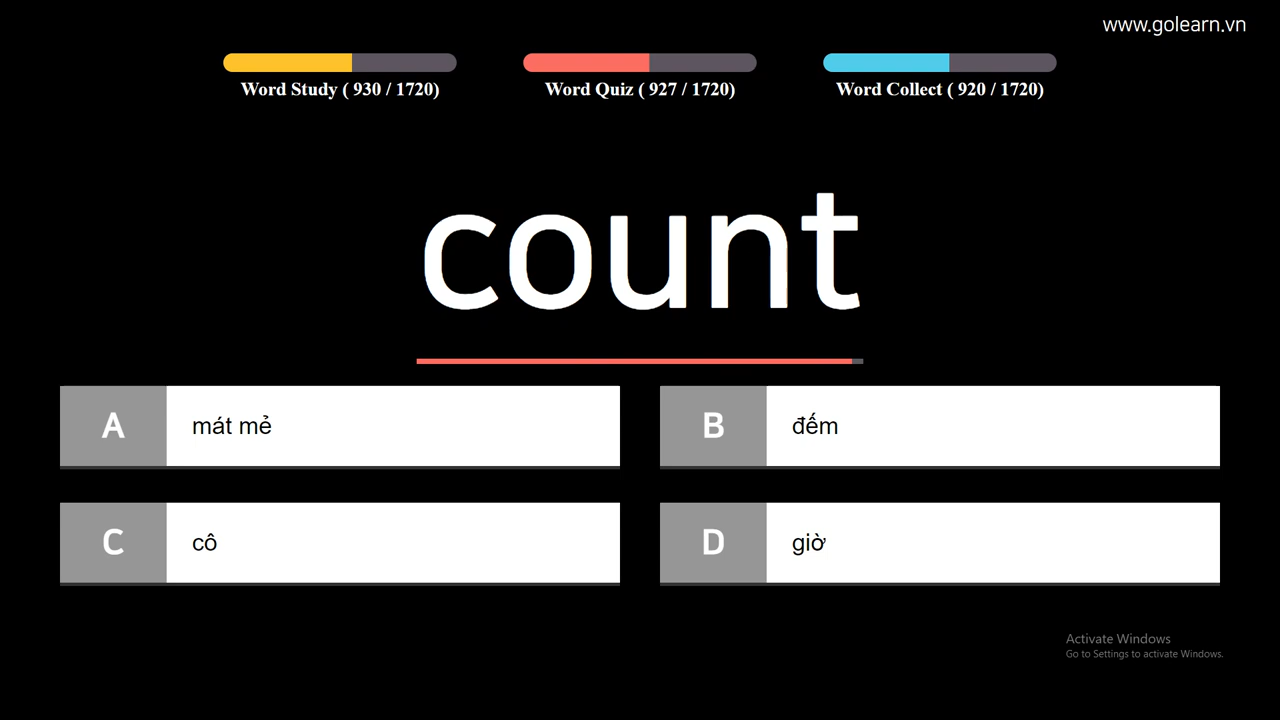 www.golearn.vn
Word Study ( 930 / 1720)
Word Quiz ( 927 / 1720)
Word Collect ( 920 / 1720)
count
A mát mẻ
B đếm
C cô
D giờ
Activate Windows
Go to Settings to activate Windows.